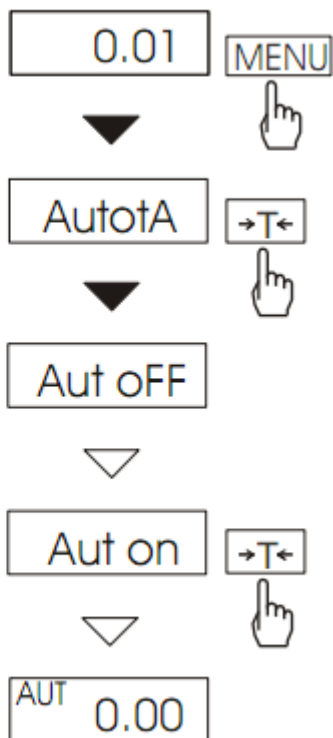 0.01 MENU
AutotA →T←
Aut oFF
Aut on →T←
AUT 0.00